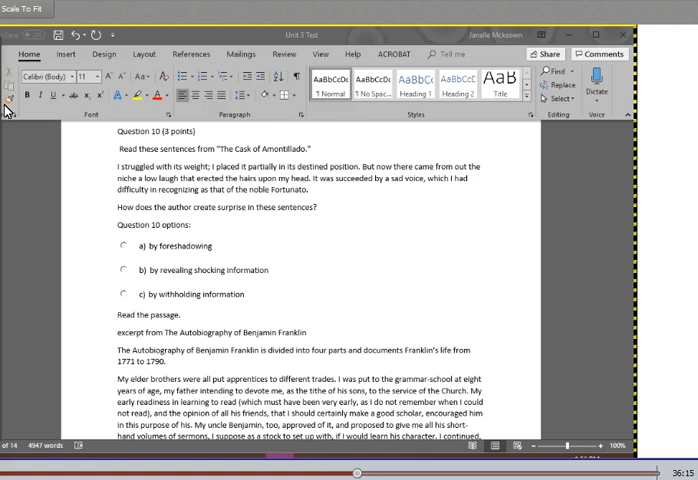 Scale To Fit
Unit 3 Test
Janelle Mckeown
Home Insert Design Layout References Mailings Review View Help ACROBAT Tell me Share Comments
Calibri (Body) 11 A A Aa
AaBbCcDc AaBbCcDc AaBbCc AaBbCcD AaB
Find
B I U ab x x A A
¶ Normal ¶ No Spac... Heading 1 Heading 2 Title
Replace
Dictate
Select
Font Paragraph Styles Editing Voice
Question 10 (3 points)
Read these sentences from "The Cask of Amontillado."
I struggled with its weight; I placed it partially in its destined position. But now there came from out the
niche a low laugh that erected the hairs upon my head. It was succeeded by a sad voice, which I had
difficulty in recognizing as that of the noble Fortunato.
How does the author create surprise in these sentences?
Question 10 options:
a) by foreshadowing
b) by revealing shocking information
c) by withholding information
Read the passage.
excerpt from The Autobiography of Benjamin Franklin
The Autobiography of Benjamin Franklin is divided into four parts and documents Franklin's life from
1771 to 1790.
My elder brothers were all put apprentices to different trades. I was put to the grammar-school at eight
years of age, my father intending to devote me, as the tithe of his sons, to the service of the Church. My
early readiness in learning to read (which must have been very early, as I do not remember when I could
not read), and the opinion of all his friends, that I should certainly make a good scholar, encouraged him
in this purpose of his. My uncle Benjamin, too, approved of it, and proposed to give me all his short-
hand volumes of sermons, I suppose as a stock to set up with, if I would learn his character. I continued,
of 14 4947 words 100%
36:15